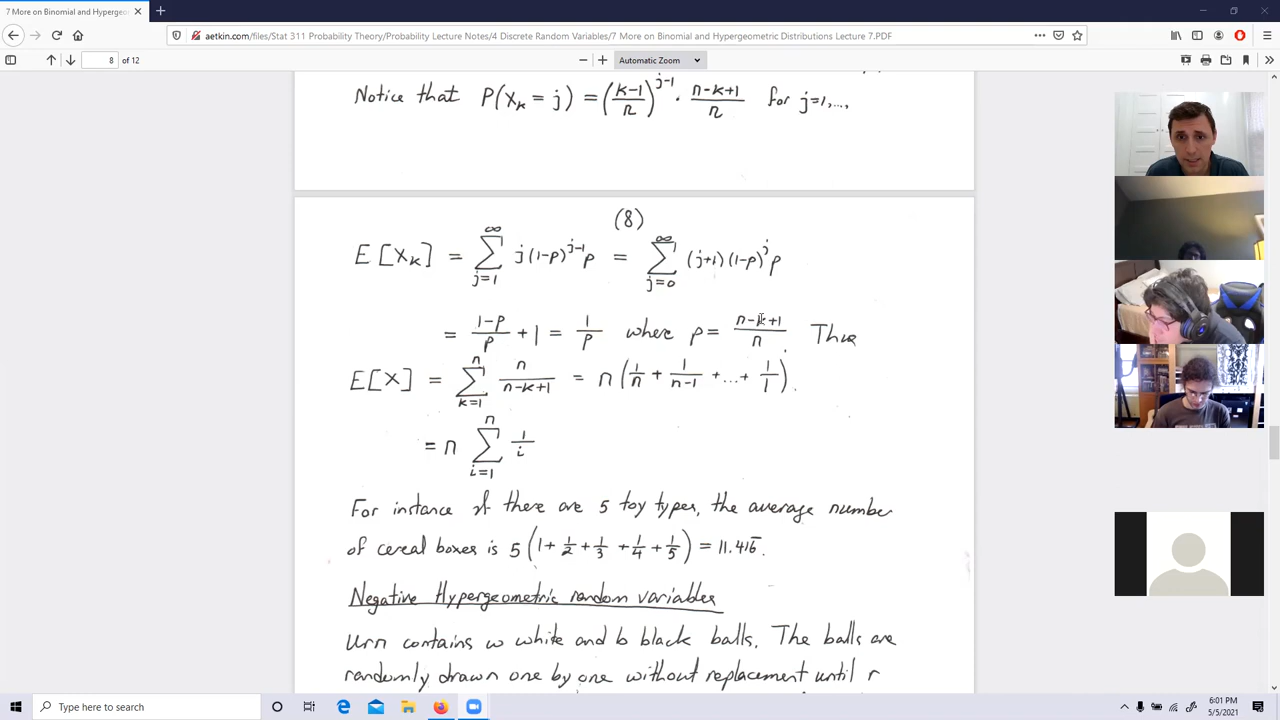 7 More on Binomial and Hypergeo
aetkin.com/files/Stat 311 Probability Theory/Probability Lecture Notes/4 Discrete Random Variables/7 More on Binomial and Hypergeometric Distributions Lecture 7.PDF
8 of 12
Automatic Zoom
Notice that P(X_k = j) = ((k-1)/n)^(j-1) · (n-k+1)/n for j=1,...,
(8)
E[X_k] = ∑_{j=1}^{∞} j(1-p)^{j-1}p = ∑_{j=0}^{∞} (j+1)(1-p)^j p
= (1-p)/p + 1 = 1/p where p = (n-k+1)/n. Thus
E[X] = ∑_{k=1}^{n} n/(n-k+1) = n(1/n + 1/(n-1) + ... + 1/1).
= n ∑_{i=1}^{n} 1/i
For instance if there are 5 toy types, the average number
of cereal boxes is 5(1+1/2+1/3+1/4+1/5) = 11.416̄.
Negative Hypergeometric random variables
Urn contains w white and b black balls. The balls are
randomly drawn one by one without replacement until r
Type here to search
6:01 PM
5/5/2021